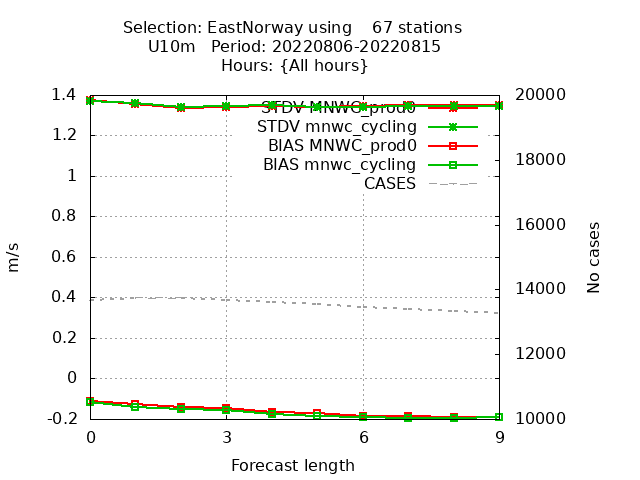 Selection: EastNorway using    67 stations
U10m   Period: 20220806-20220815
Hours: {All hours}
1.4
1.2
1
0.8
0.6
0.4
0.2
0
-0.2
m/s
STDV MNWC_prod0
STDV mnwc_cycling
BIAS MNWC_prod0
BIAS mnwc_cycling
CASES
20000
18000
16000
14000
12000
10000
No cases
0
3
6
9
Forecast length